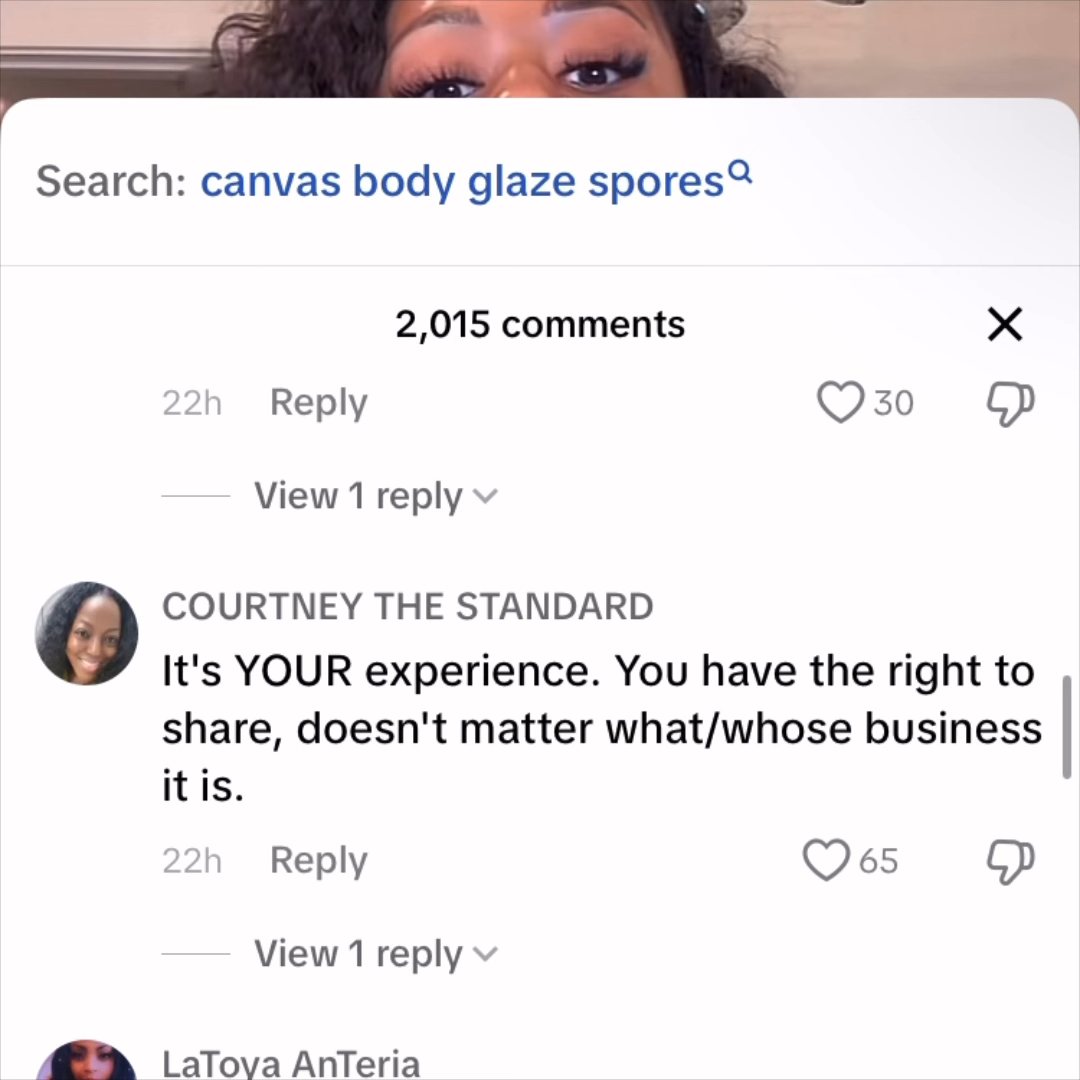 Search: canvas body glaze spores
2,015 comments
22h Reply 30
View 1 reply
COURTNEY THE STANDARD
It's YOUR experience. You have the right to
share, doesn't matter what/whose business
it is.
22h Reply 65
View 1 reply
LaToya AnTeria